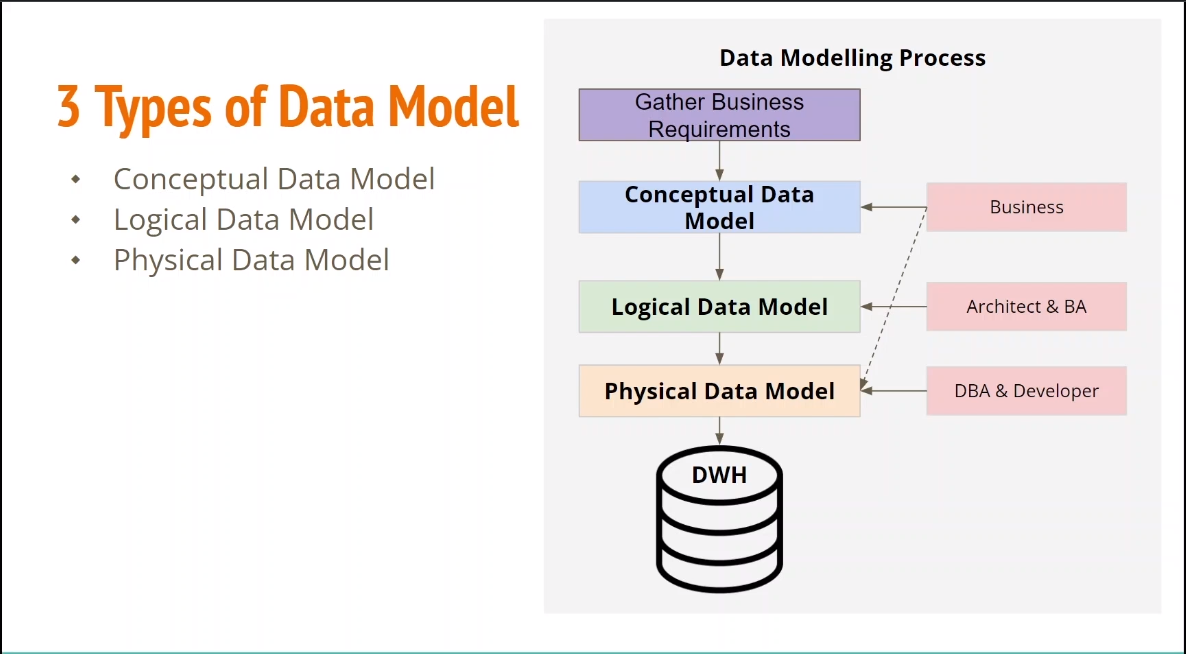 3 Types of Data Model
Conceptual Data Model
Logical Data Model
Physical Data Model
Data Modelling Process
Gather Business
Requirements
Conceptual Data
Model
Business
Logical Data Model
Architect & BA
Physical Data Model
DBA & Developer
DWH